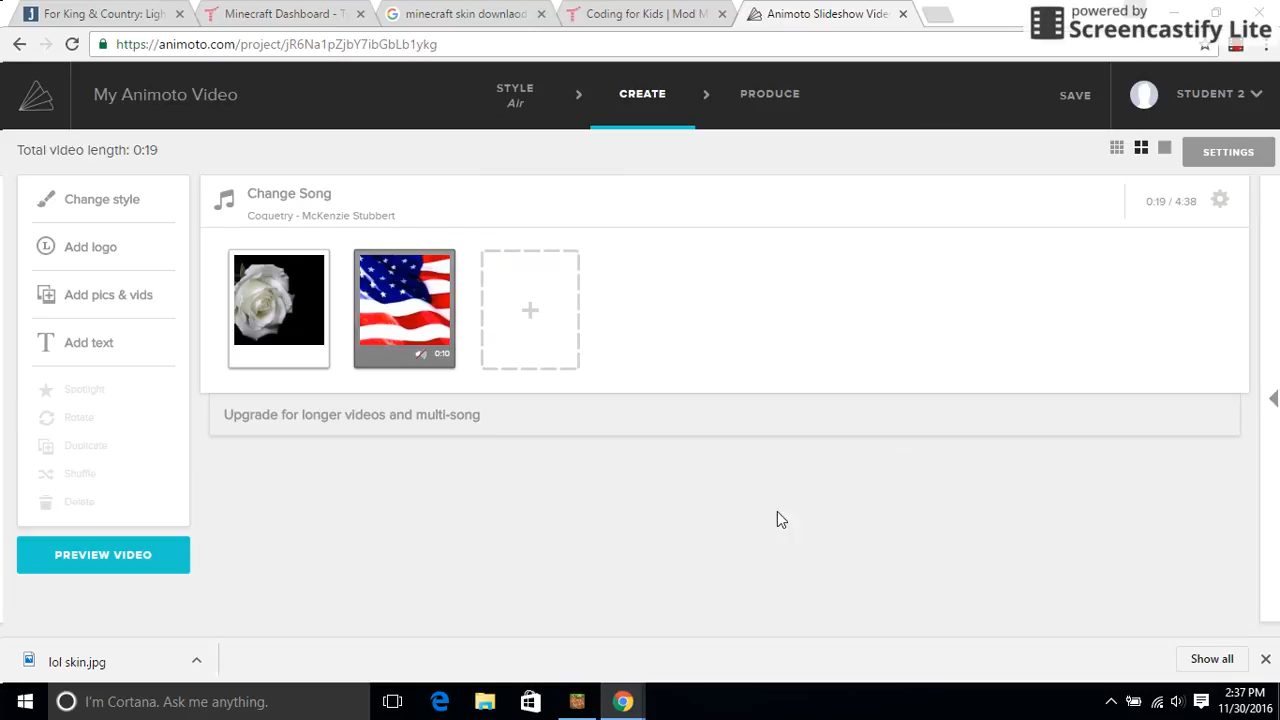 For King & Country: Ligh
Minecraft Dashboard - T
minecraft skin downlaod
Coding for Kids | Mod M
Animoto Slideshow Vide
powered by
Screencastify Lite
https://animoto.com/project/jR6Na1pZjbY7ibGbLb1ykg
My Animoto Video
STYLE
Air
CREATE
PRODUCE
SAVE
STUDENT 2
Total video length: 0:19
SETTINGS
Change style
Add logo
Add pics & vids
Add text
Spotlight
Rotate
Duplicate
Shuffle
Delete
PREVIEW VIDEO
Change Song
Coquetry - McKenzie Stubbert
0:19 / 4:38
0:10
Upgrade for longer videos and multi-song
lol skin.jpg
Show all
I'm Cortana. Ask me anything.
2:37 PM
11/30/2016